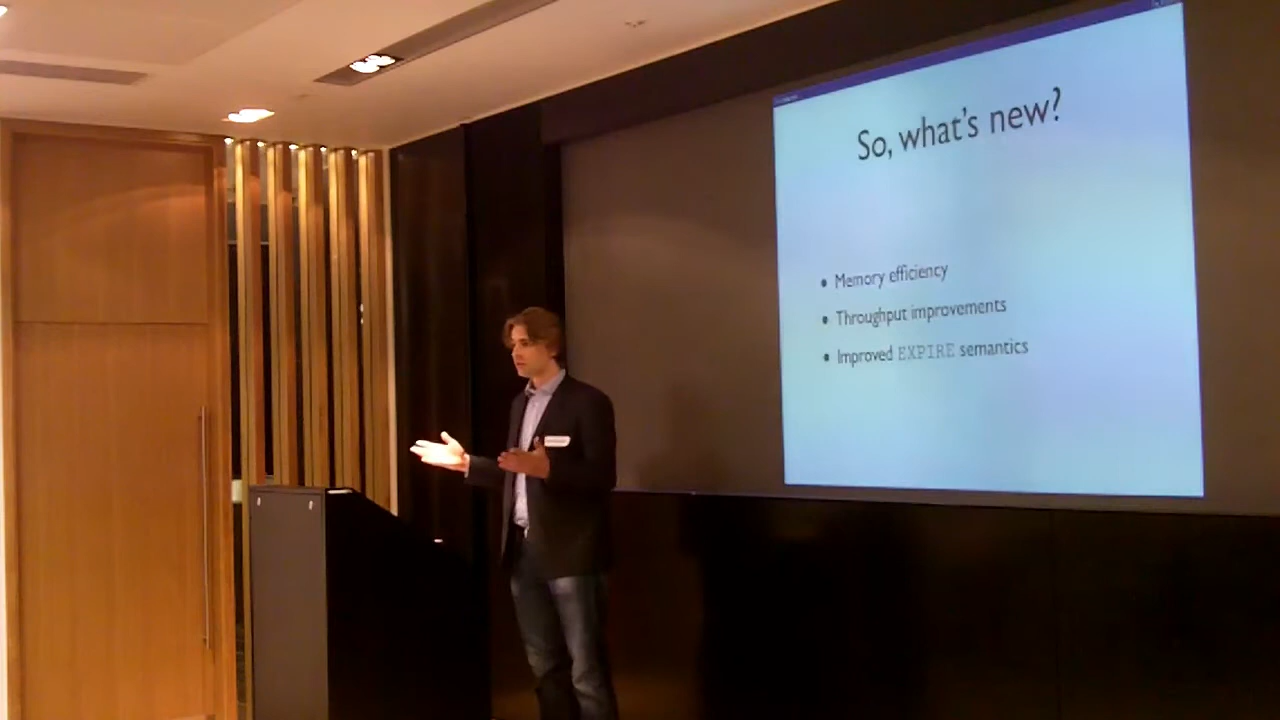 So, what's new?
• Memory efficiency
• Throughput improvements
• Improved EXPIRE semantics